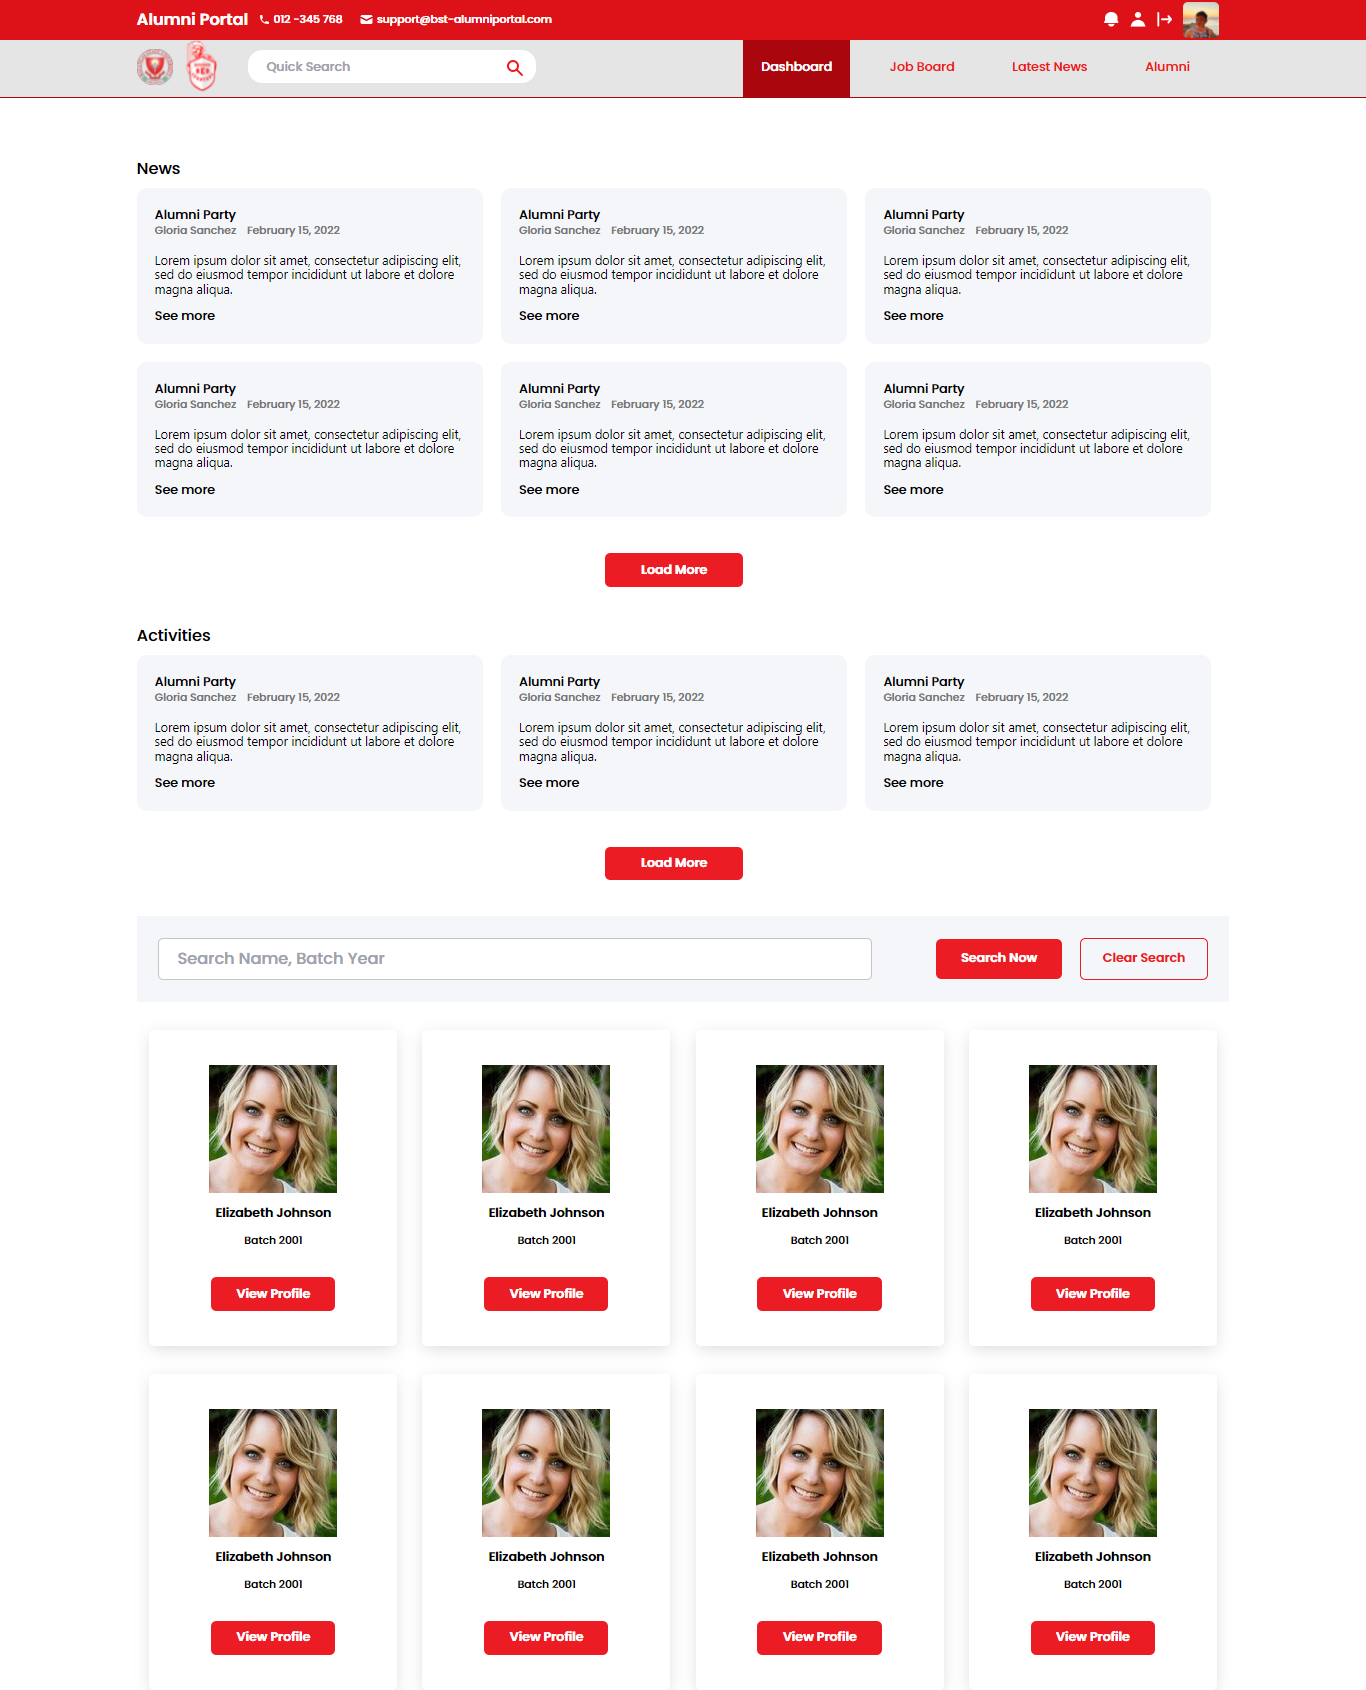 Alumni Portal 012 -345 768 support@bst-alumniportal.com
Quick Search Dashboard Job Board Latest News Alumni
News
Alumni Party
Gloria Sanchez February 15, 2022
Lorem ipsum dolor sit amet, consectetur adipiscing elit,
sed do eiusmod tempor incididunt ut labore et dolore
magna aliqua.
See more
Alumni Party
Gloria Sanchez February 15, 2022
Lorem ipsum dolor sit amet, consectetur adipiscing elit,
sed do eiusmod tempor incididunt ut labore et dolore
magna aliqua.
See more
Alumni Party
Gloria Sanchez February 15, 2022
Lorem ipsum dolor sit amet, consectetur adipiscing elit,
sed do eiusmod tempor incididunt ut labore et dolore
magna aliqua.
See more
Alumni Party
Gloria Sanchez February 15, 2022
Lorem ipsum dolor sit amet, consectetur adipiscing elit,
sed do eiusmod tempor incididunt ut labore et dolore
magna aliqua.
See more
Alumni Party
Gloria Sanchez February 15, 2022
Lorem ipsum dolor sit amet, consectetur adipiscing elit,
sed do eiusmod tempor incididunt ut labore et dolore
magna aliqua.
See more
Alumni Party
Gloria Sanchez February 15, 2022
Lorem ipsum dolor sit amet, consectetur adipiscing elit,
sed do eiusmod tempor incididunt ut labore et dolore
magna aliqua.
See more
Load More
Activities
Alumni Party
Gloria Sanchez February 15, 2022
Lorem ipsum dolor sit amet, consectetur adipiscing elit,
sed do eiusmod tempor incididunt ut labore et dolore
magna aliqua.
See more
Alumni Party
Gloria Sanchez February 15, 2022
Lorem ipsum dolor sit amet, consectetur adipiscing elit,
sed do eiusmod tempor incididunt ut labore et dolore
magna aliqua.
See more
Alumni Party
Gloria Sanchez February 15, 2022
Lorem ipsum dolor sit amet, consectetur adipiscing elit,
sed do eiusmod tempor incididunt ut labore et dolore
magna aliqua.
See more
Load More
Search Name, Batch Year Search Now Clear Search
Elizabeth Johnson
Batch 2001
View Profile
Elizabeth Johnson
Batch 2001
View Profile
Elizabeth Johnson
Batch 2001
View Profile
Elizabeth Johnson
Batch 2001
View Profile
Elizabeth Johnson
Batch 2001
View Profile
Elizabeth Johnson
Batch 2001
View Profile
Elizabeth Johnson
Batch 2001
View Profile
Elizabeth Johnson
Batch 2001
View Profile